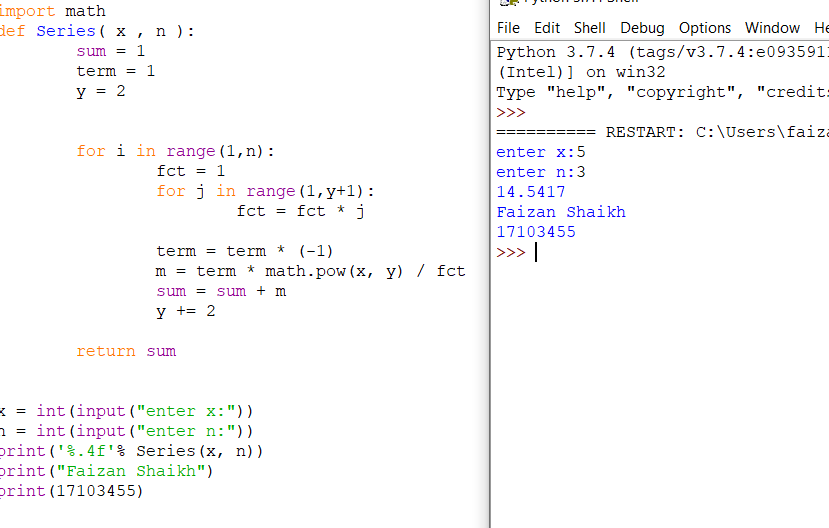 import math
def Series( x , n ):
sum = 1
term = 1
y = 2
for i in range(1,n):
fct = 1
for j in range(1,y+1):
fct = fct * j
term = term * (-1)
m = term * math.pow(x, y) / fct
sum = sum + m
y += 2
return sum
x = int(input("enter x:"))
n = int(input("enter n:"))
print('%.4f'% Series(x, n))
print("Faizan Shaikh")
print(17103455)
File Edit Shell Debug Options Window He
Python 3.7.4 (tags/v3.7.4:e093591
(Intel)] on win32
Type "help", "copyright", "credits
>>>
========== RESTART: C:\Users\faiza
enter x:5
enter n:3
14.5417
Faizan Shaikh
17103455
>>>